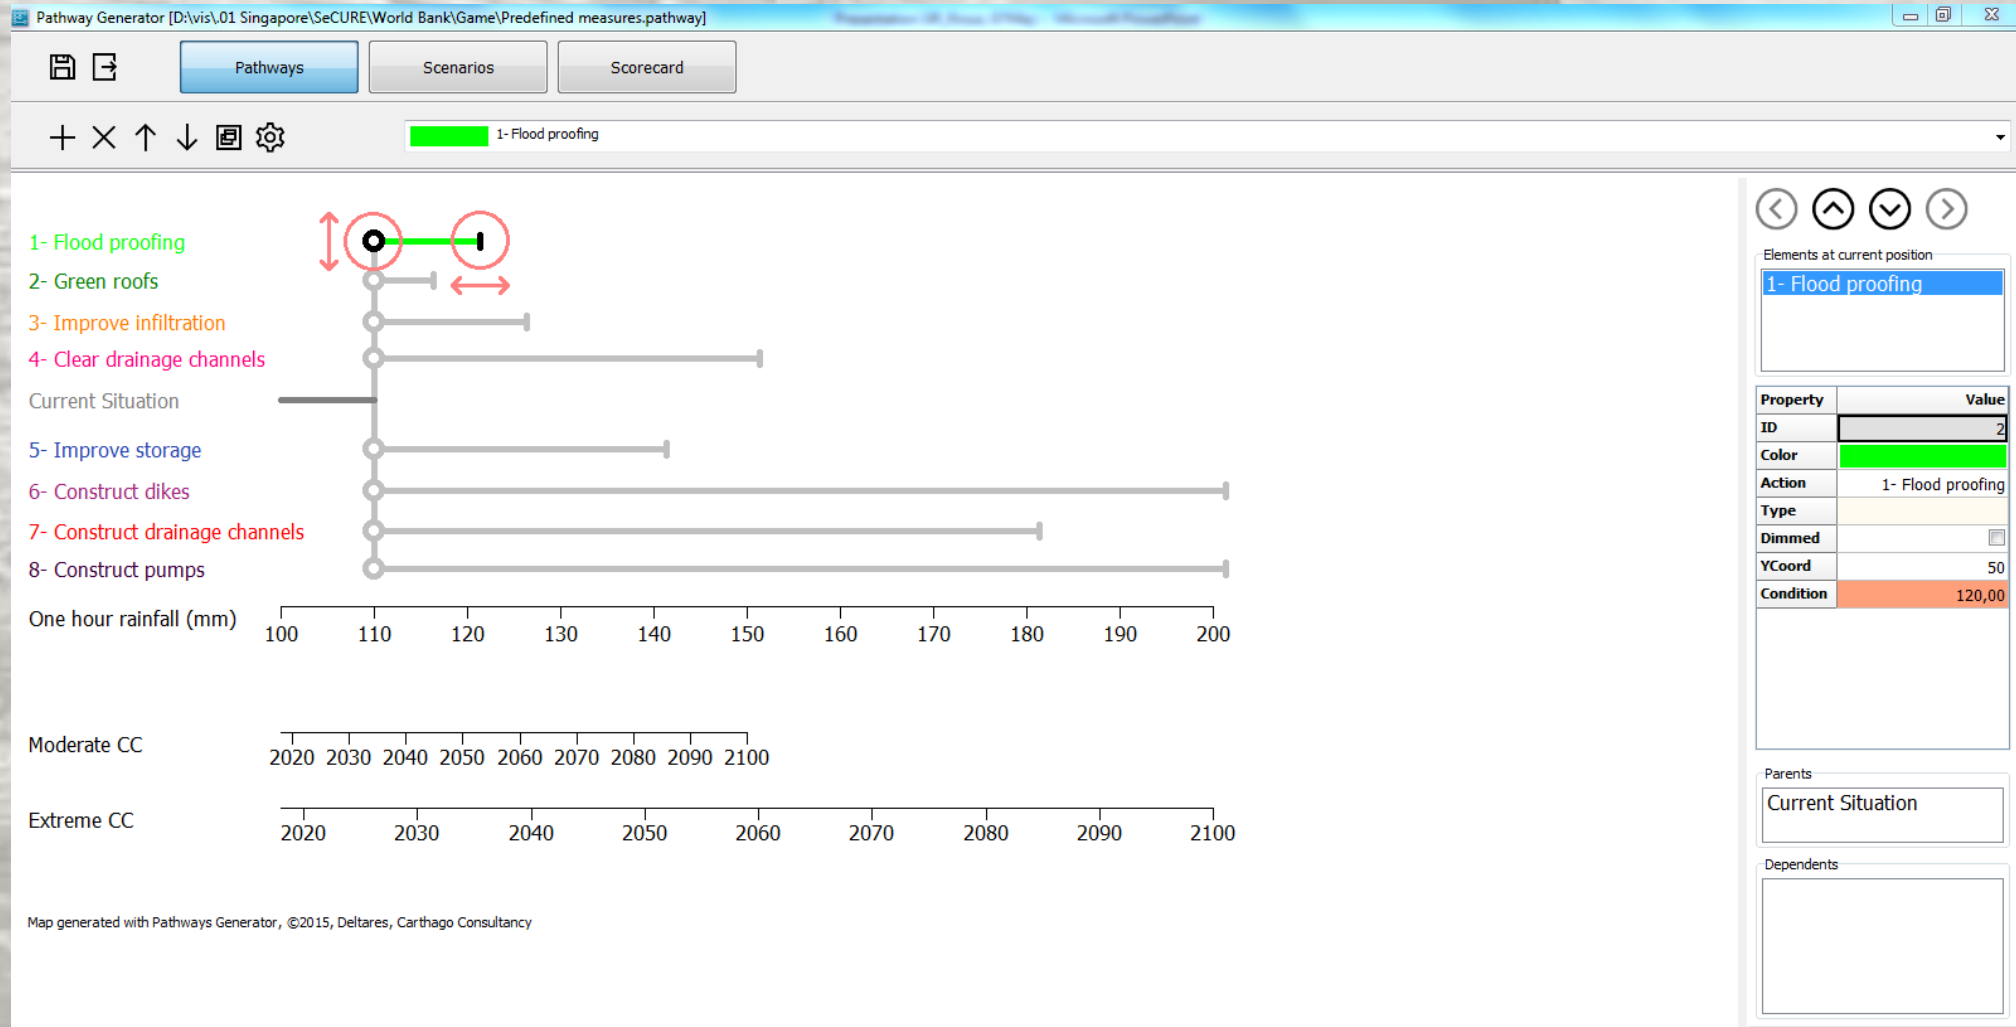 Pathway Generator [D:\vis\.01 Singapore\SeCURE\World Bank\Game\Predefined measures.pathway]
Pathways Scenarios Scorecard
1- Flood proofing
1- Flood proofing
2- Green roofs
3- Improve infiltration
4- Clear drainage channels
Current Situation
5- Improve storage
6- Construct dikes
7- Construct drainage channels
8- Construct pumps
One hour rainfall (mm)
100 110 120 130 140 150 160 170 180 190 200
Moderate CC
2020 2030 2040 2050 2060 2070 2080 2090 2100
Extreme CC
2020 2030 2040 2050 2060 2070 2080 2090 2100
Map generated with Pathways Generator, ©2015, Deltares, Carthago Consultancy
Elements at current position
1- Flood proofing
Property Value
ID 2
Color
Action 1- Flood proofing
Type
Dimmed
YCoord 50
Condition 120,00
Parents
Current Situation
Dependents